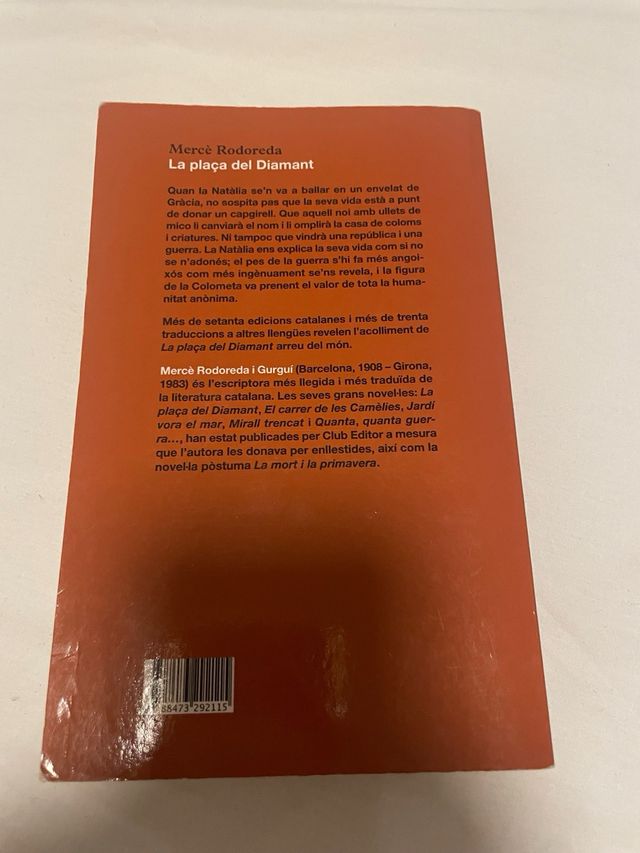 Mercè Rodoreda
La plaça del Diamant
Quan la Natàlia se'n va a ballar en un envelat de
Gràcia, no sospita pas que la seva vida està a punt
de donar un capgirell. Que aquell noi amb ullets de
mico li canviarà el nom i li omplirà la casa de coloms
i criatures. Ni tampoc que vindrà una república i una
guerra. La Natàlia ens explica la seva vida com si no
se n'adonés; el pes de la guerra s'hi fa més angoi-
xós com més ingènuament se'ns revela, i la figura
de la Colometa va prenent el valor de tota la huma-
nitat anònima.
Més de setanta edicions catalanes i més de trenta
traduccions a altres llengües revelen l'acolliment de
La plaça del Diamant arreu del món.
Mercè Rodoreda i Gurguí (Barcelona, 1908 – Girona,
1983) és l'escriptora més llegida i més traduïda de
la literatura catalana. Les seves grans novel·les: La
plaça del Diamant, El carrer de les Camèlies, Jardí
vora el mar, Mirall trencat i Quanta, quanta guer-
ra..., han estat publicades per Club Editor a mesura
que l'autora les donava per enllestides, així com la
novel·la pòstuma La mort i la primavera.
88473 292115